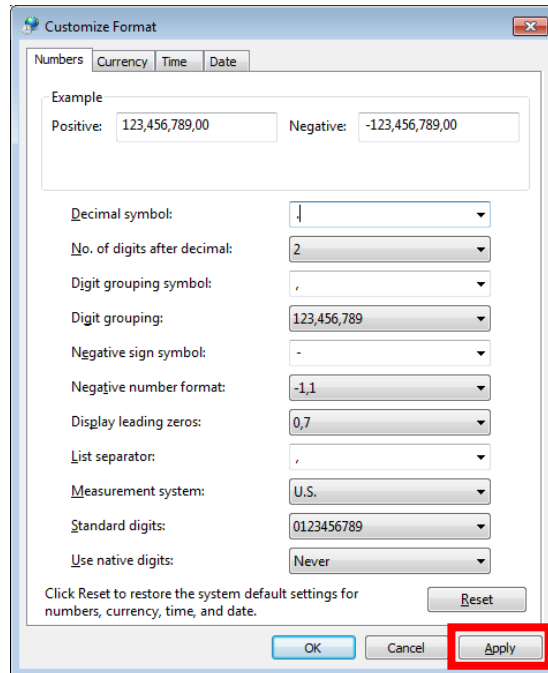 Customize Format
Numbers Currency Time Date
Example
Positive: 123,456,789,00 Negative: -123,456,789,00
Decimal symbol: .
No. of digits after decimal: 2
Digit grouping symbol: ,
Digit grouping: 123,456,789
Negative sign symbol: -
Negative number format: -1,1
Display leading zeros: 0,7
List separator: ,
Measurement system: U.S.
Standard digits: 0123456789
Use native digits: Never
Click Reset to restore the system default settings for
numbers, currency, time, and date.
Reset
OK Cancel Apply